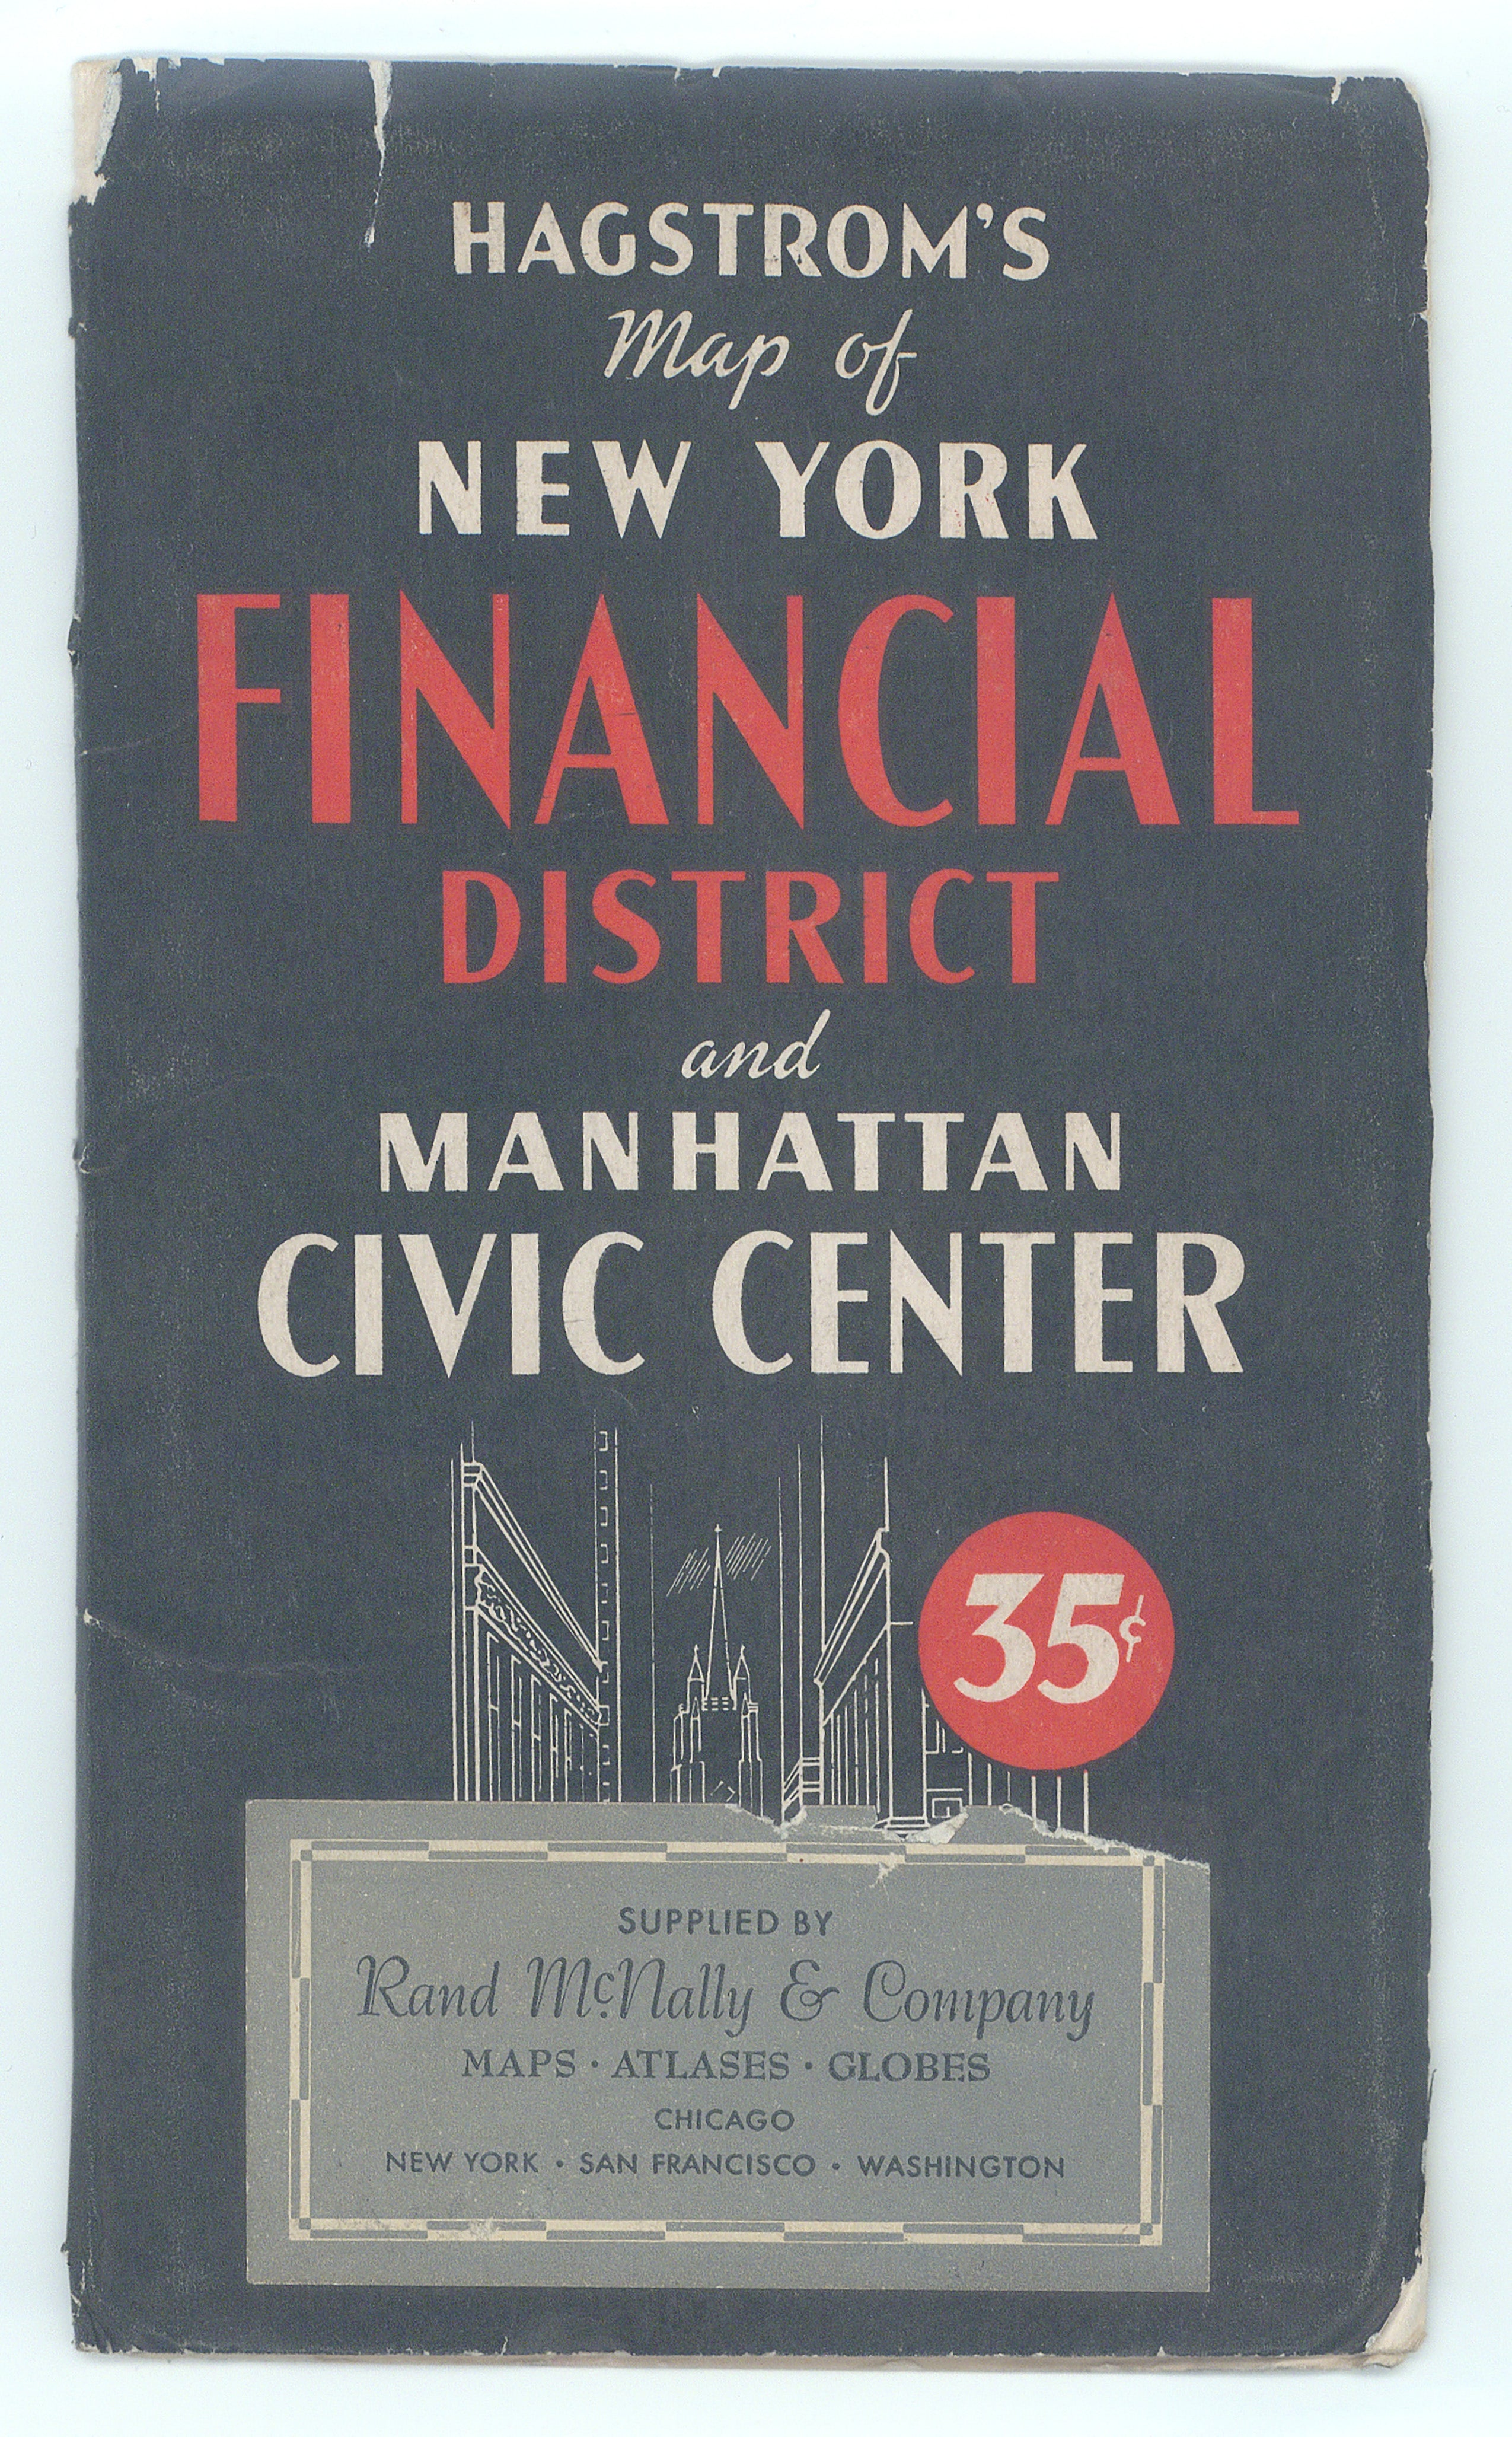 HAGSTROM'S
Map of
NEW YORK
FINANCIAL
DISTRICT
and
MANHATTAN
CIVIC CENTER
35¢
SUPPLIED BY
Rand McNally & Company
MAPS · ATLASES · GLOBES
CHICAGO
NEW YORK · SAN FRANCISCO · WASHINGTON